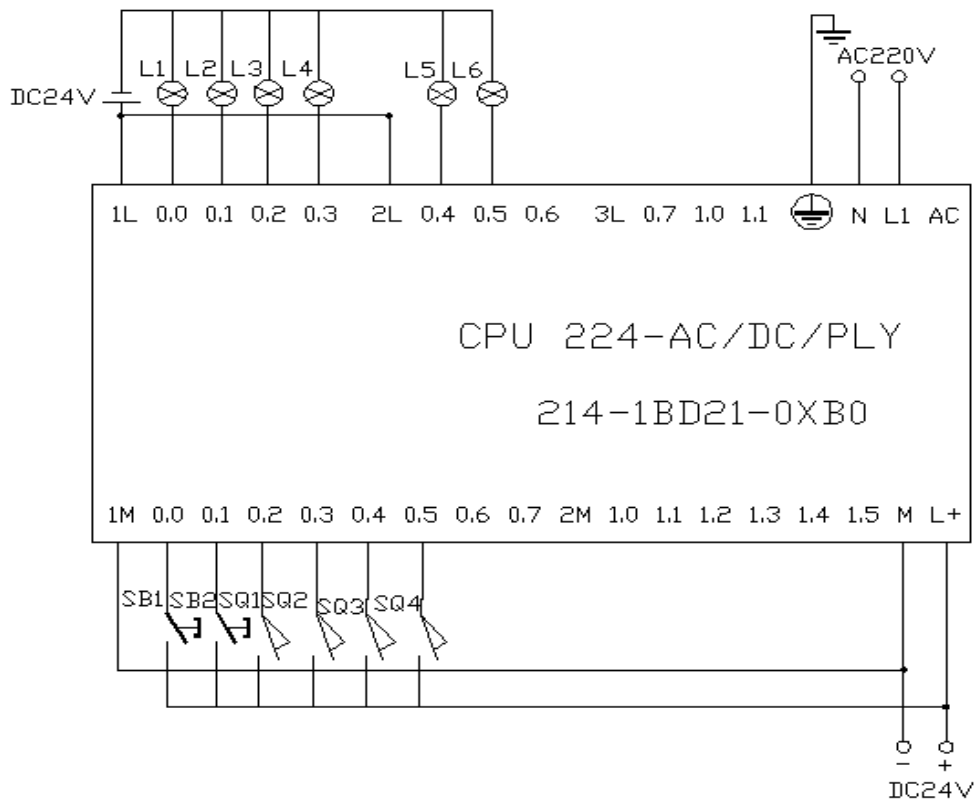 L1 L2 L3 L4 L5 L6
AC220V
DC24V
1L 0.0 0.1 0.2 0.3 2L 0.4 0.5 0.6 3L 0.7 1.0 1.1 N L1 AC
CPU 224-AC/DC/PLY
214-1BD21-0XB0
1M 0.0 0.1 0.2 0.3 0.4 0.5 0.6 0.7 2M 1.0 1.1 1.2 1.3 1.4 1.5 M L+
SB1 SB2 SQ1 SQ2 SQ3 SQ4
- +
DC24V